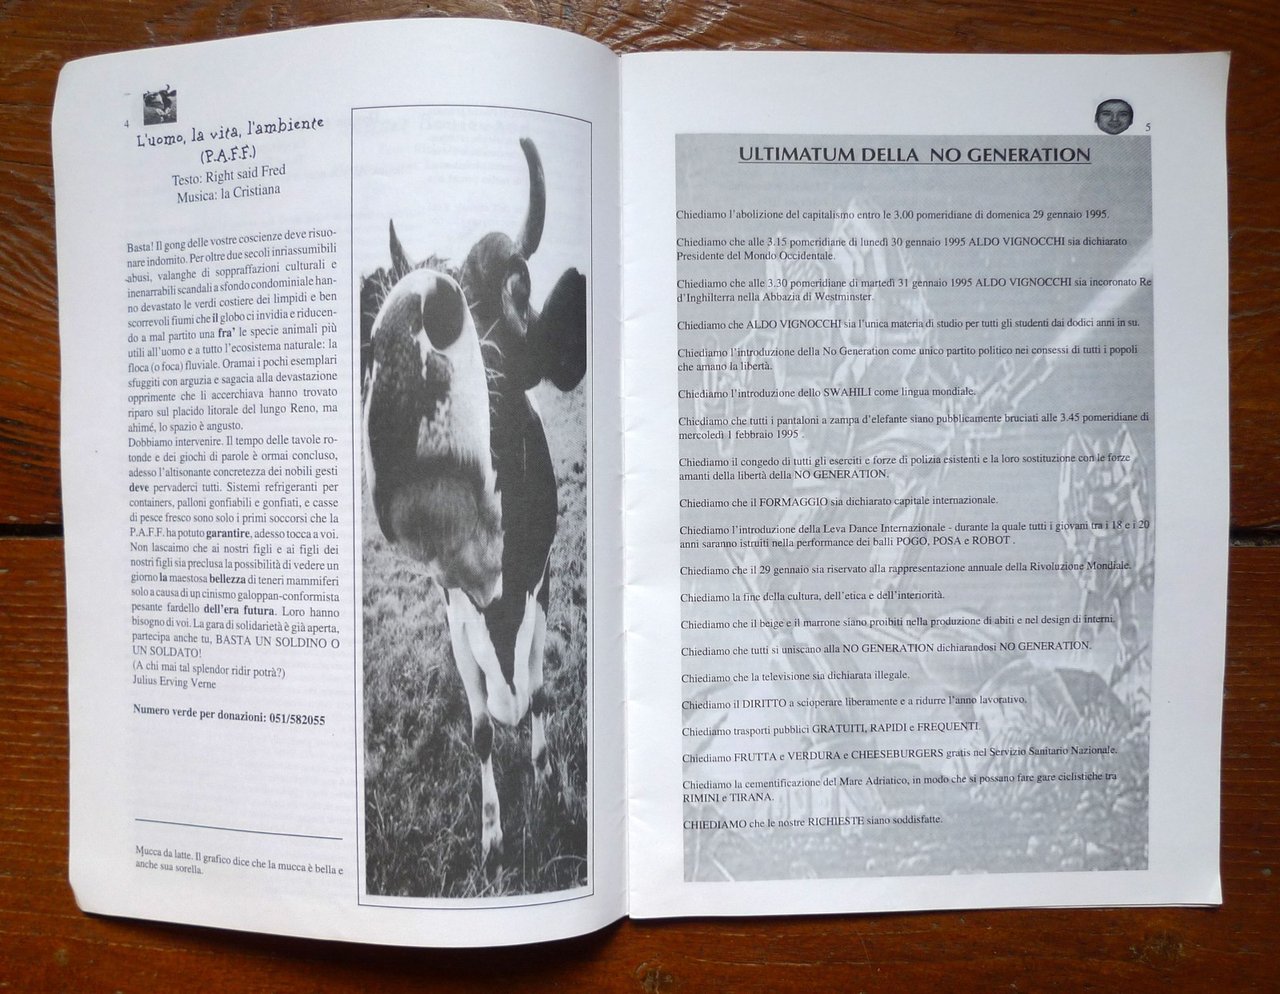 4
L'uomo, la vita, l'ambiente
(P.A.F.F.)
Testo: Right said Fred
Musica: la Cristiana
Basta! Il gong delle vostre coscienze deve risuo-
nare indomito. Per oltre due secoli inriassumibili
abusi, valanghe di soppraffazioni culturali e
inenarrabili scandali a sfondo condominiale han-
no devastato le verdi costiere dei limpidi e ben
scorrevoli fiumi che il globo ci invidia e riducen-
do a mal partito una fra' le specie animali più
utili all'uomo e a tutto l'ecosistema naturale: la
floca (o foca) fluviale. Oramai i pochi esemplari
sfuggiti con arguzia e sagacia alla devastazione
opprimente che li accerchiava hanno trovato
riparo sul placido litorale del lungo Reno, ma
ahimé, lo spazio è angusto.
Dobbiamo intervenire. Il tempo delle tavole ro-
tonde e dei giochi di parole è ormai concluso,
adesso l'altisonante concretezza dei nobili gesti
deve pervaderci tutti. Sistemi refrigeranti per
containers, palloni gonfiabili e gonfiati, e casse
di pesce fresco sono solo i primi soccorsi che la
P.A.F.F. ha potuto garantire, adesso tocca a voi.
Non lascaimo che ai nostri figli e ai figli dei
nostri figli sia preclusa la possibilità di vedere un
giorno la maestosa bellezza di teneri mammiferi
solo a causa di up cinismo galoppan-conformista
pesante fardello dell'era futura. Loro hanno
bisogno di voi. La gara di solidarietà è già aperta,
partecipa anche tu, BASTA UN SOLDINO O
UN SOLDATO!
(A chi mai tal splendor ridir potrà?)
Julius Erving Verne
Numero verde per donazioni: 051/582055
Mucca da latte. Il grafico dice che la mucca è bella e
anche sua sorella.
5
ULTIMATUM DELLA NO GENERATION
Chiediamo l'abolizione del capitalismo entro le 3.00 pomeridiane di domenica 29 gennaio 1995.
Chiediamo che alle 3.15 pomeridiane di lunedì 30 gennaio 1995 ALDO VIGNOCCHI sia dichiarato
Presidente del Mondo Occidentale.
Chiediamo che alle 3.30 pomeridiane di martedì 31 gennaio 1995 ALDO VIGNOCCHI sia incoronato Re
d'Inghilterra nella Abbazia di Westminster.
Chiediamo che ALDO VIGNOCCHI sia l'unica materia di studio per tutti gli studenti dai dodici anni in su.
Chiediamo l'introduzione della No Generation come unico partito politico nei consessi di tutti i popoli
che amano la libertà.
Chiediamo l'introduzione dello SWAHILI come lingua mondiale.
Chiediamo che tutti i pantaloni a zampa d'elefante siano pubblicamente bruciati alle 3.45 pomeridiane di
mercoledì 1 febbraio 1995 .
Chiediamo il congedo di tutti gli eserciti e forze di polizia esistenti e la loro sostituzione con le forze
amanti della libertà della NO GENERATION.
Chiediamo che il FORMAGGIO sia dichiarato capitale internazionale.
Chiediamo l'introduzione della Leva Dance Internazionale - durante la quale tutti i giovani tra i 18 e i 20
anni saranno istruiti nella performance dei balli POGO, POSA e ROBOT .
Chiediamo che il 29 gennaio sia riservato alla rappresentazione annuale della Rivoluzione Mondiale.
Chiediamo la fine della cultura, dell'etica e dell'interiorità.
Chiediamo che il beige e il marrone siano proibiti nella produzione di abiti e nel design di interni.
Chiediamo che tutti si uniscano alla NO GENERATION dichiarandosi NO GENERATION.
Chiediamo che la televisione sia dichiarata illegale.
Chiediamo il DIRITTO a scioperare liberamente e a ridurre l'anno lavorativo.
Chiediamo trasporti pubblici GRATUITI, RAPIDI e FREQUENTI.
Chiediamo FRUTTA e VERDURA e CHEESEBURGERS gratis nel Servizio Sanitario Nazionale.
Chiediamo la cementificazione del Mare Adriatico, in modo che si possano fare gare ciclistiche tra
RIMINI e TIRANA.
CHIEDIAMO che le nostre RICHIESTE siano soddisfatte.